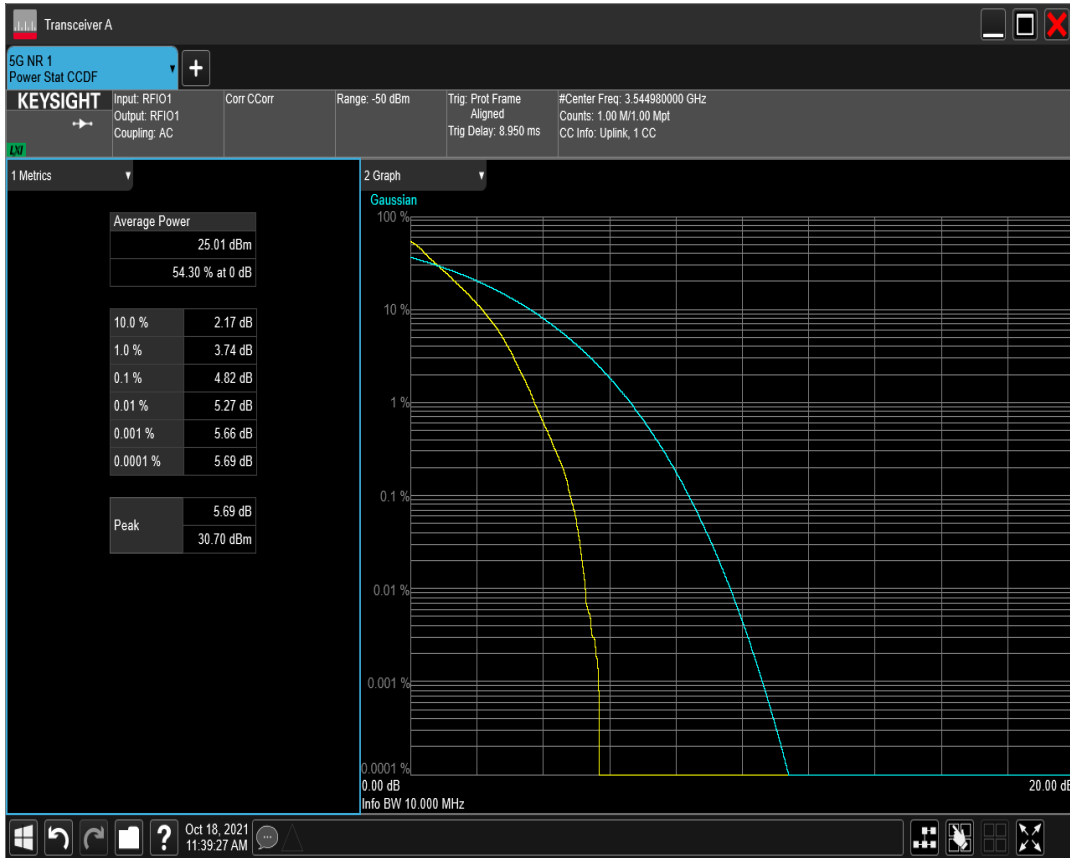 Transceiver A
5G NR 1
Power Stat CCDF
+
KEYSIGHT
LXI
Input: RFIO1
Output: RFIO1
Coupling: AC
Corr CCorr
Range: -50 dBm
Trig: Prot Frame
Aligned
Trig Delay: 8.950 ms
#Center Freq: 3.544980000 GHz
Counts: 1.00 M/1.00 Mpt
CC Info: Uplink, 1 CC
1 Metrics
Average Power
25.01 dBm
54.30 % at 0 dB
10.0 % 2.17 dB
1.0 % 3.74 dB
0.1 % 4.82 dB
0.01 % 5.27 dB
0.001 % 5.66 dB
0.0001 % 5.69 dB
Peak
5.69 dB
30.70 dBm
2 Graph
Gaussian
100 %
10 %
1 %
0.1 %
0.01 %
0.001 %
0.0001 %
0.00 dB 20.00 dB
Info BW 10.000 MHz
?
Oct 18, 2021
11:39:27 AM